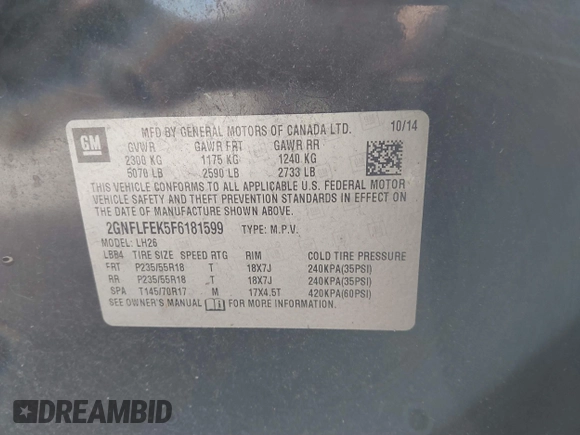 GM
MFD BY GENERAL MOTORS OF CANADA LTD. 10/14
GVWR GAWR FRT GAWR RR
2300 KG 1175 KG 1240 KG
5070 LB 2590 LB 2733 LB
THIS VEHICLE CONFORMS TO ALL APPLICABLE U.S. FEDERAL MOTOR
VEHICLE SAFETY AND THEFT PREVENTION STANDARDS IN EFFECT ON
THE DATE OF MANUFACTURE SHOWN ABOVE.
2GNFLFEK5F6181599 TYPE: M.P.V.
MODEL: LH26
LBB4 TIRE SIZE SPEED RTG RIM COLD TIRE PRESSURE
FRT P235/55R18 T 18X7J 240KPA(35PSI)
RR P235/55R18 T 18X7J 240KPA(35PSI)
SPA T145/70R17 M 17X4.5T 420KPA(60PSI)
SEE OWNER'S MANUAL FOR MORE INFORMATION.
DREAMBID DREAMBID